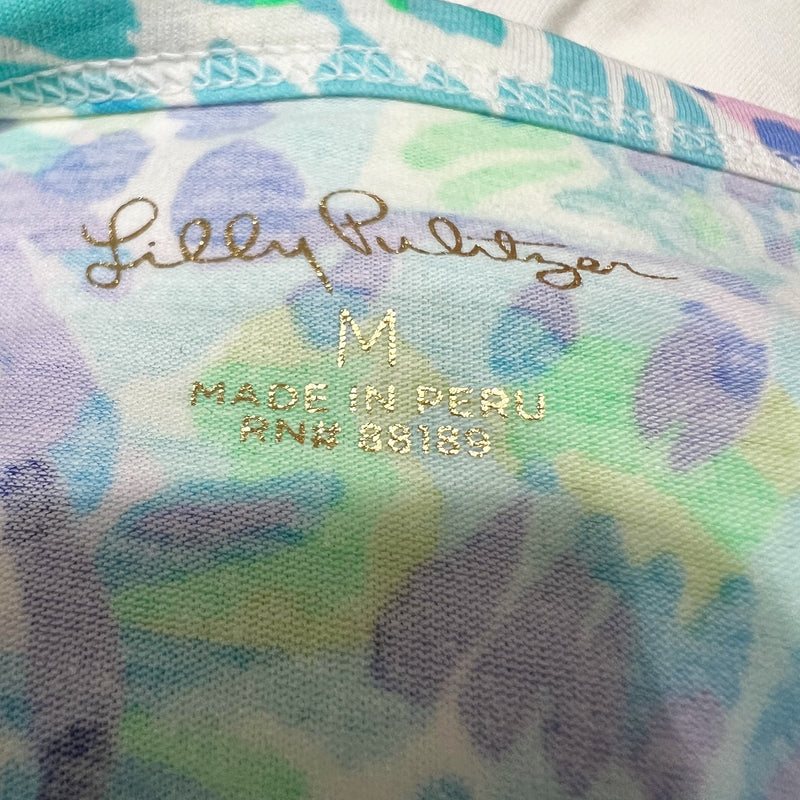 Lilly Pulitzer
M
MADE IN PERU
RN# 88189